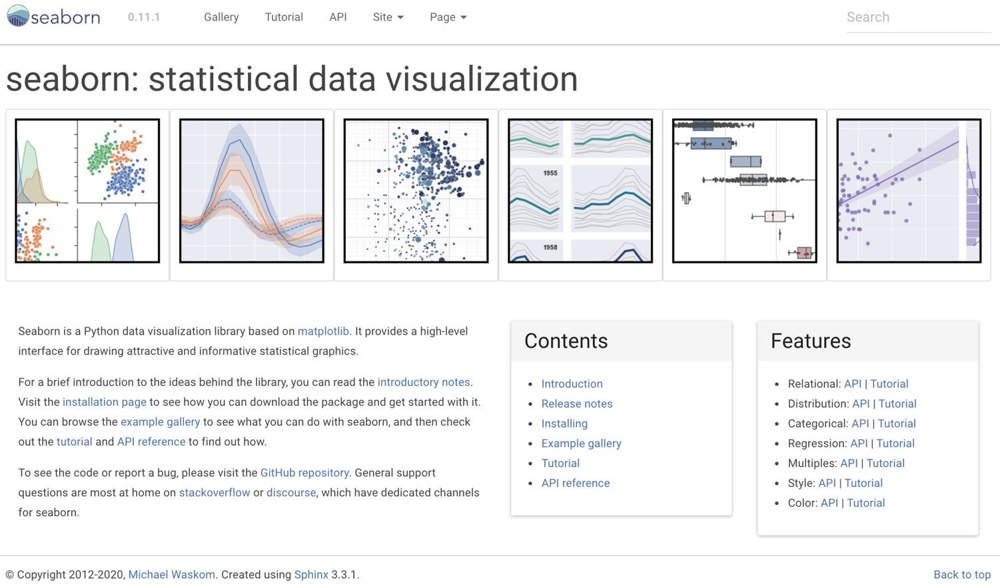 seaborn 0.11.1 Gallery Tutorial API Site Page Search
seaborn: statistical data visualization
1955
1958
Seaborn is a Python data visualization library based on matplotlib. It provides a high-level
interface for drawing attractive and informative statistical graphics.
For a brief introduction to the ideas behind the library, you can read the introductory notes.
Visit the installation page to see how you can download the package and get started with it.
You can browse the example gallery to see what you can do with seaborn, and then check
out the tutorial and API reference to find out how.
To see the code or report a bug, please visit the GitHub repository. General support
questions are most at home on stackoverflow or discourse, which have dedicated channels
for seaborn.
Contents
• Introduction
• Release notes
• Installing
• Example gallery
• Tutorial
• API reference
Features
• Relational: API | Tutorial
• Distribution: API | Tutorial
• Categorical: API | Tutorial
• Regression: API | Tutorial
• Multiples: API | Tutorial
• Style: API | Tutorial
• Color: API | Tutorial
© Copyright 2012-2020, Michael Waskom. Created using Sphinx 3.3.1. Back to top